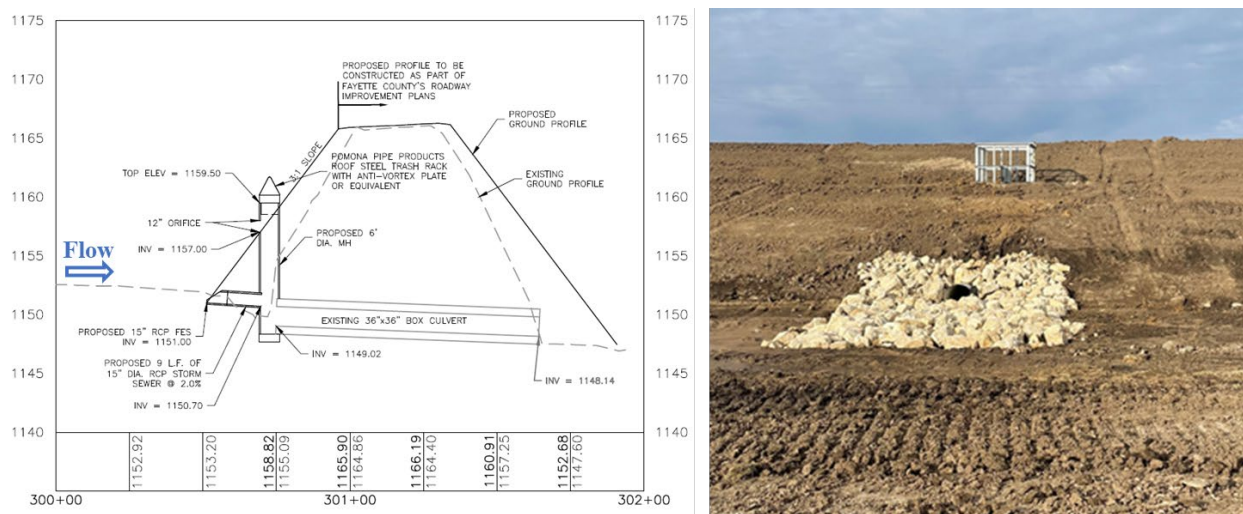 1175
1175
1170
1170
1165
1165
1160
1160
1155
1155
1150
1150
1145
1145
1140
1140
PROPOSED PROFILE TO BE
CONSTRUCTED AS PART OF
FAYETTE COUNTY'S ROADWAY
IMPROVEMENT PLANS
PROPOSED
GROUND PROFILE
3:1 SLOPE
POMONA PIPE PRODUCTS
ROOF STEEL TRASH RACK
WITH ANTI-VORTEX PLATE
OR EQUIVALENT
EXISTING
GROUND PROFILE
TOP ELEV = 1159.50
12" ORIFICE
INV = 1157.00
PROPOSED 6'
DIA. MH
Flow
EXISTING 36"x36" BOX CULVERT
PROPOSED 15" RCP FES
INV = 1151.00
INV = 1149.02
PROPOSED 9 L.F. OF
15" DIA. RCP STORM
SEWER @ 2.0%
INV = 1150.70
INV = 1148.14
1152.92
1153.20
1158.82
1155.09
1165.90
1164.86
1166.19
1164.40
1160.91
1157.25
1152.68
1147.60
300+00
301+00
302+00